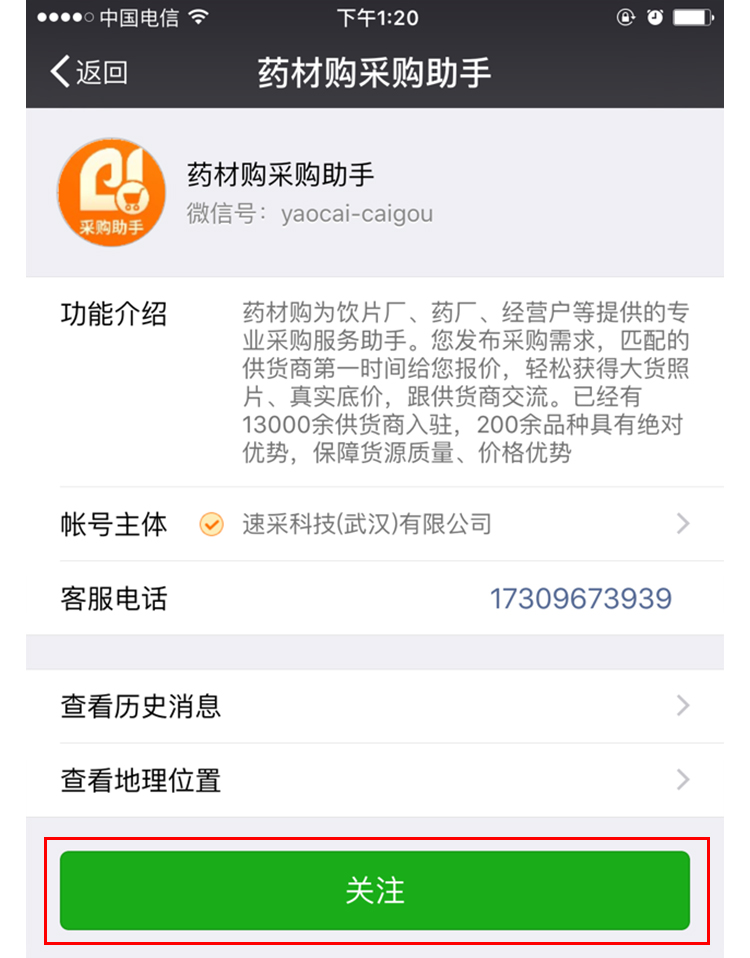 中国电信 下午1:20
返回 药材购采购助手
采购助手
药材购采购助手
微信号：yaocai-caigou
功能介绍
药材购为饮片厂、药厂、经营户等提供的专
业采购服务助手。您发布采购需求，匹配的
供货商第一时间给您报价，轻松获得大货照
片、真实底价，跟供货商交流。已经有
13000余供货商入驻，200余品种具有绝对
优势，保障货源质量、价格优势
帐号主体 速采科技(武汉)有限公司
客服电话 17309673939
查看历史消息
查看地理位置
关注